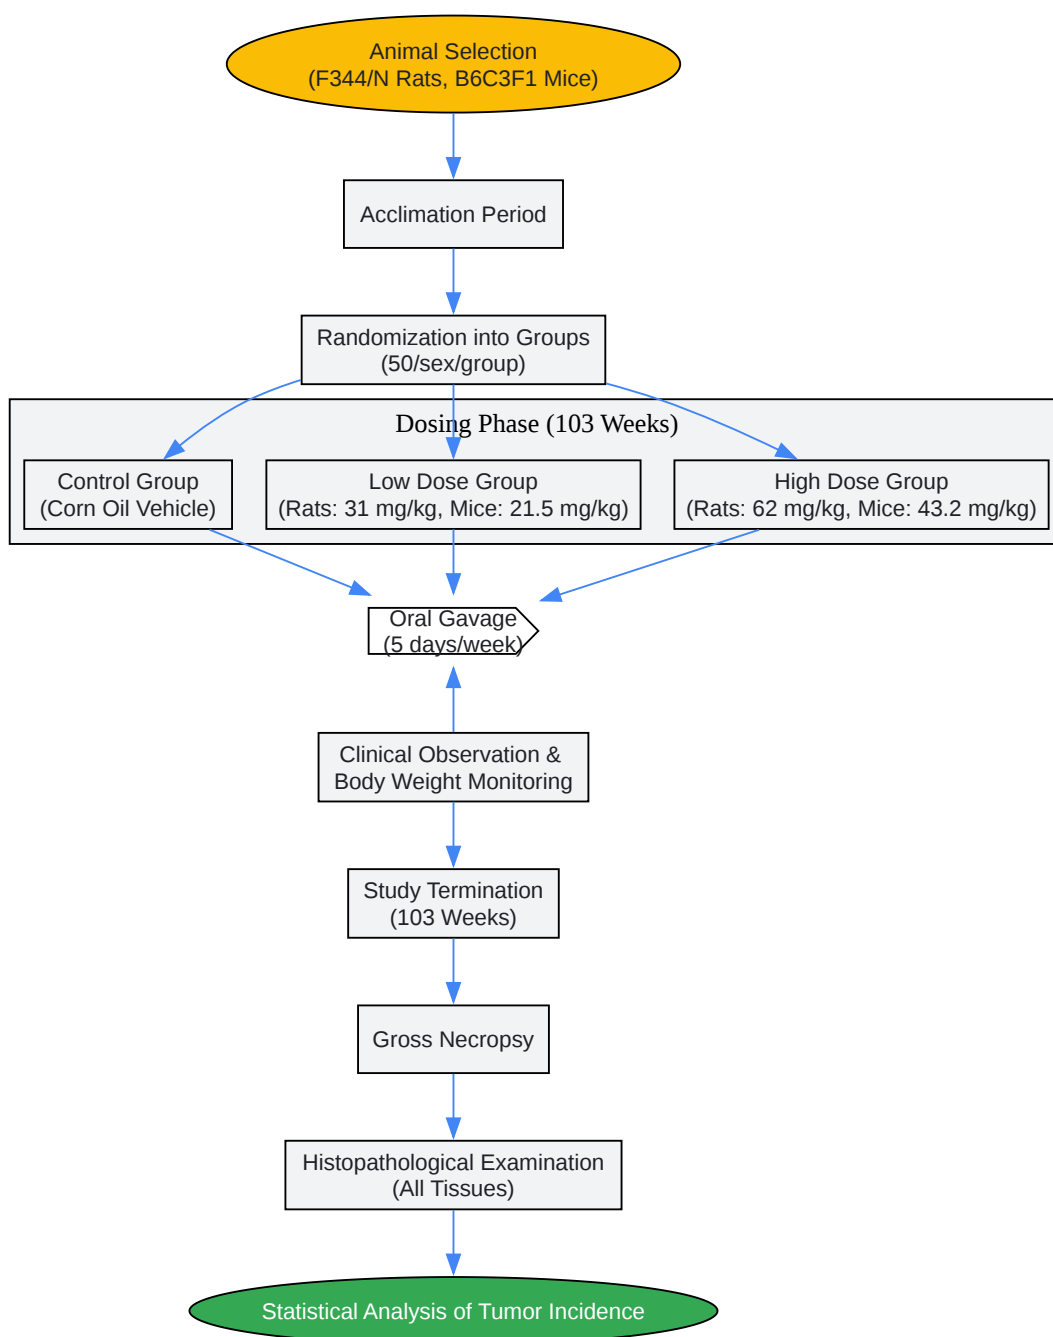 Animal Selection
(F344/N Rats, B6C3F1 Mice)
Acclimation Period
Randomization into Groups
(50/sex/group)
Dosing Phase (103 Weeks)
Control Group
(Corn Oil Vehicle)
Low Dose Group
(Rats: 31 mg/kg, Mice: 21.5 mg/kg)
High Dose Group
(Rats: 62 mg/kg, Mice: 43.2 mg/kg)
Oral Gavage
(5 days/week)
Clinical Observation &
Body Weight Monitoring
Study Termination
(103 Weeks)
Gross Necropsy
Histopathological Examination
(All Tissues)
Statistical Analysis of Tumor Incidence